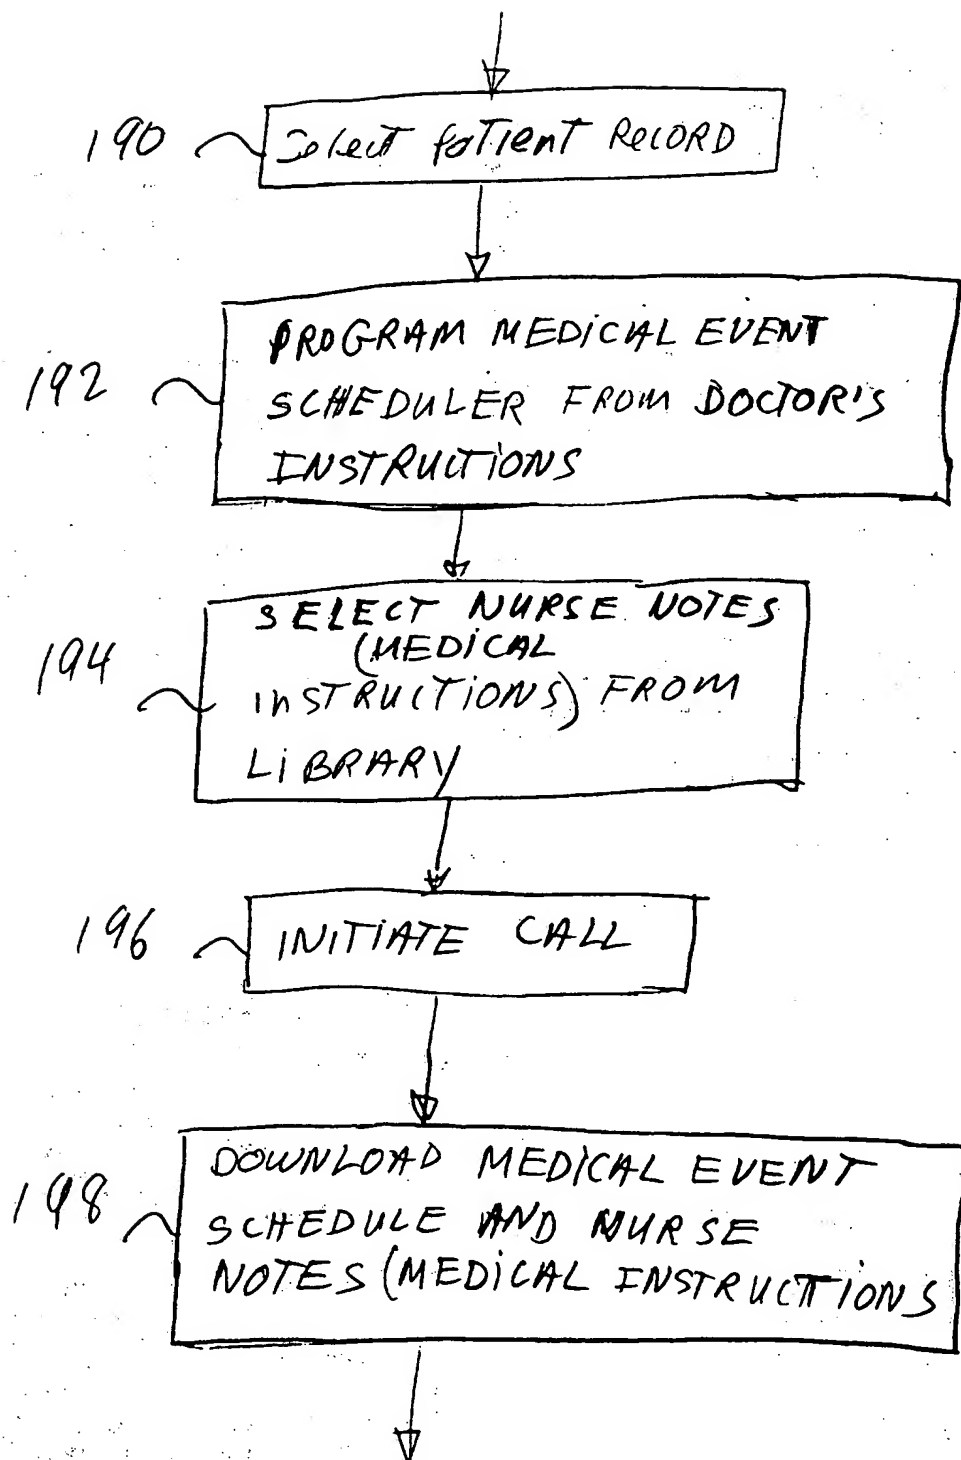 190 Select Patient RECORD
PROGRAM MEDICAL EVENT
192 SCHEDULER FROM DOCTOR'S
INSTRUCTIONS
SELECT NURSE NOTES
(MEDICAL
194 INSTRUCTIONS) FROM
LIBRARY
196 INITIATE CALL
DOWNLOAD MEDICAL EVENT
198 SCHEDULE AND NURSE
NOTES (MEDICAL INSTRUCTIONS